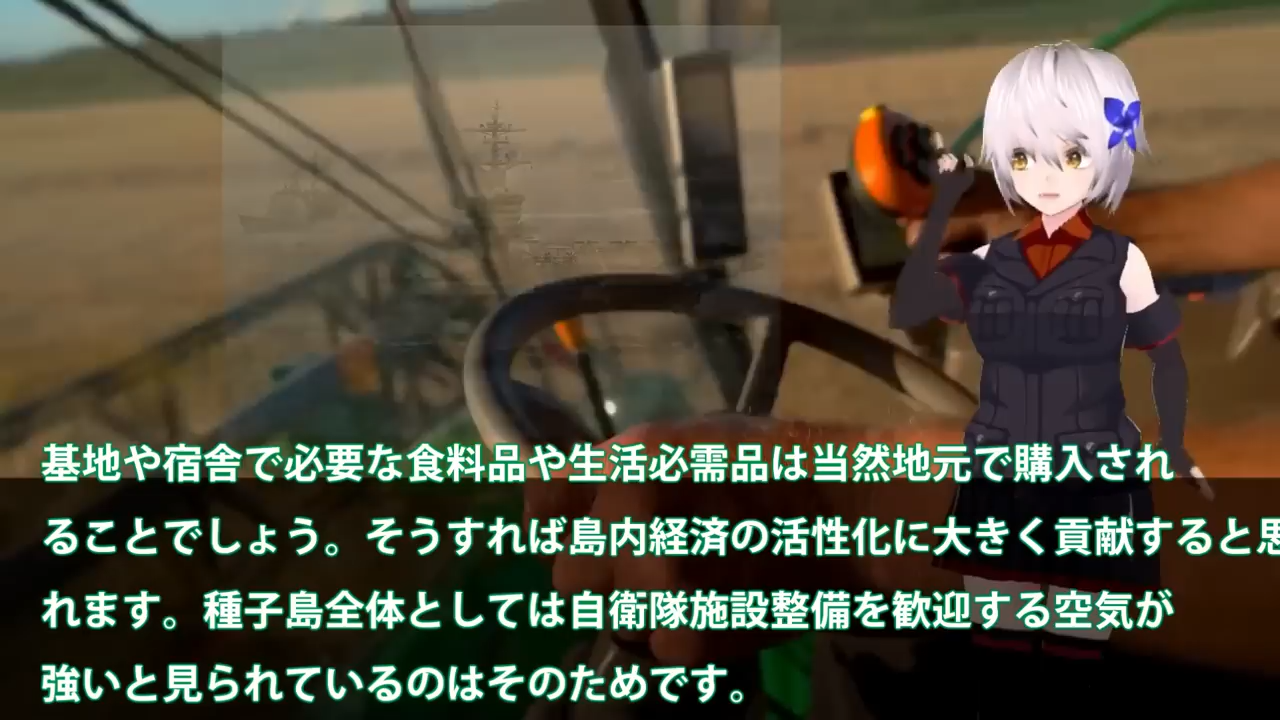 基地や宿舎で必要な食料品や生活必需品は当然地元で購入され
ることでしょう。そうすれば島内経済の活性化に大きく貢献すると思
れます。種子島全体としては自衛隊施設整備を歓迎する空気が
強いと見られているのはそのためです。